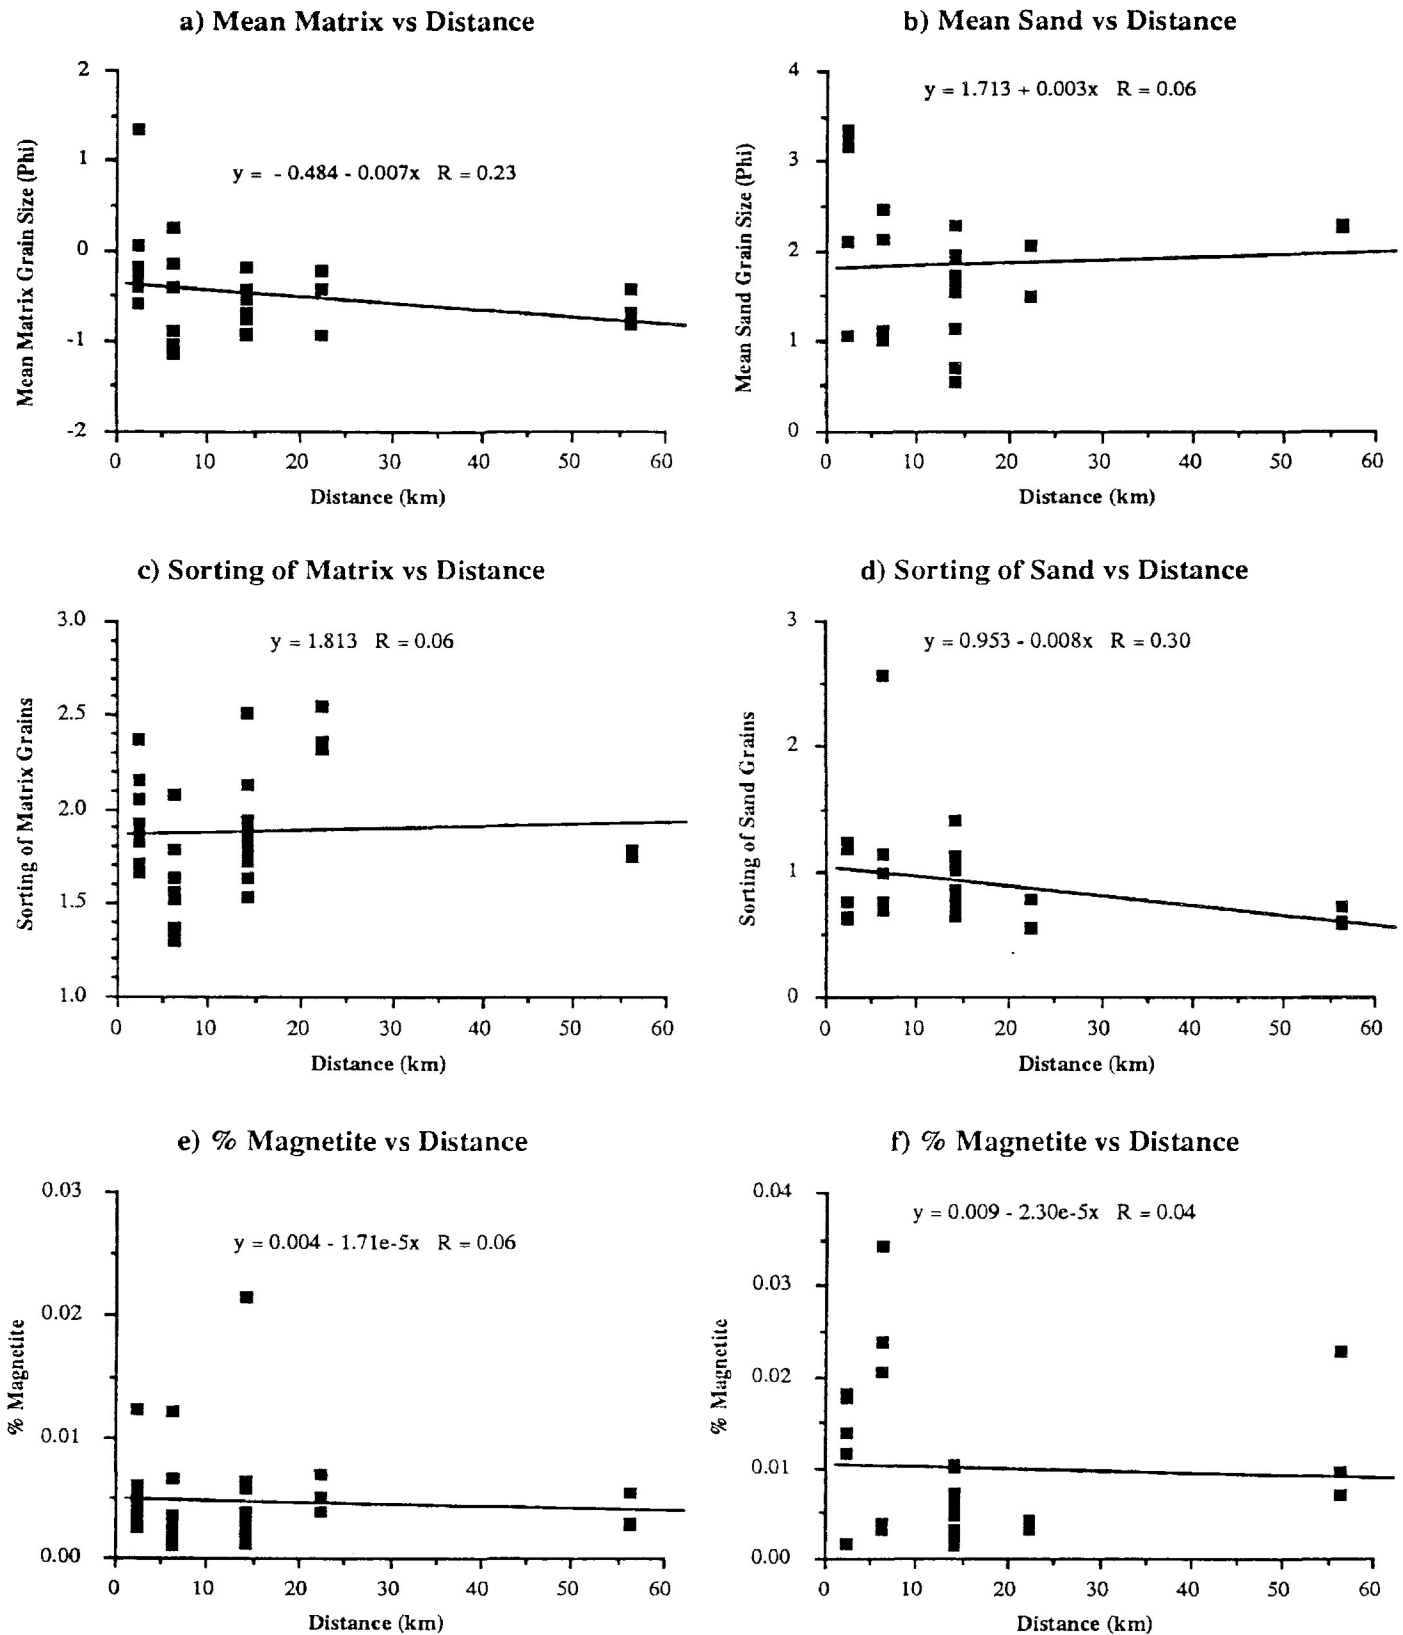 a) Mean Matrix vs Distance
2
1
0
-1
-2
Mean Matrix Grain Size (Phi)
y = - 0.484 - 0.007x R = 0.23
0 10 20 30 40 50 60
Distance (km)
b) Mean Sand vs Distance
4
3
2
1
0
Mean Sand Grain Size (Phi)
y = 1.713 + 0.003x R = 0.06
0 10 20 30 40 50 60
Distance (km)
c) Sorting of Matrix vs Distance
3.0
2.5
2.0
1.5
1.0
Sorting of Matrix Grains
y = 1.813 R = 0.06
0 10 20 30 40 50 60
Distance (km)
d) Sorting of Sand vs Distance
3
2
1
0
Sorting of Sand Grains
y = 0.953 - 0.008x R = 0.30
0 10 20 30 40 50 60
Distance (km)
e) % Magnetite vs Distance
0.03
0.02
0.01
0.00
% Magnetite
y = 0.004 - 1.71e-5x R = 0.06
0 10 20 30 40 50 60
Distance (km)
f) % Magnetite vs Distance
0.04
0.03
0.02
0.01
0.00
% Magnetite
y = 0.009 - 2.30e-5x R = 0.04
0 10 20 30 40 50 60
Distance (km)